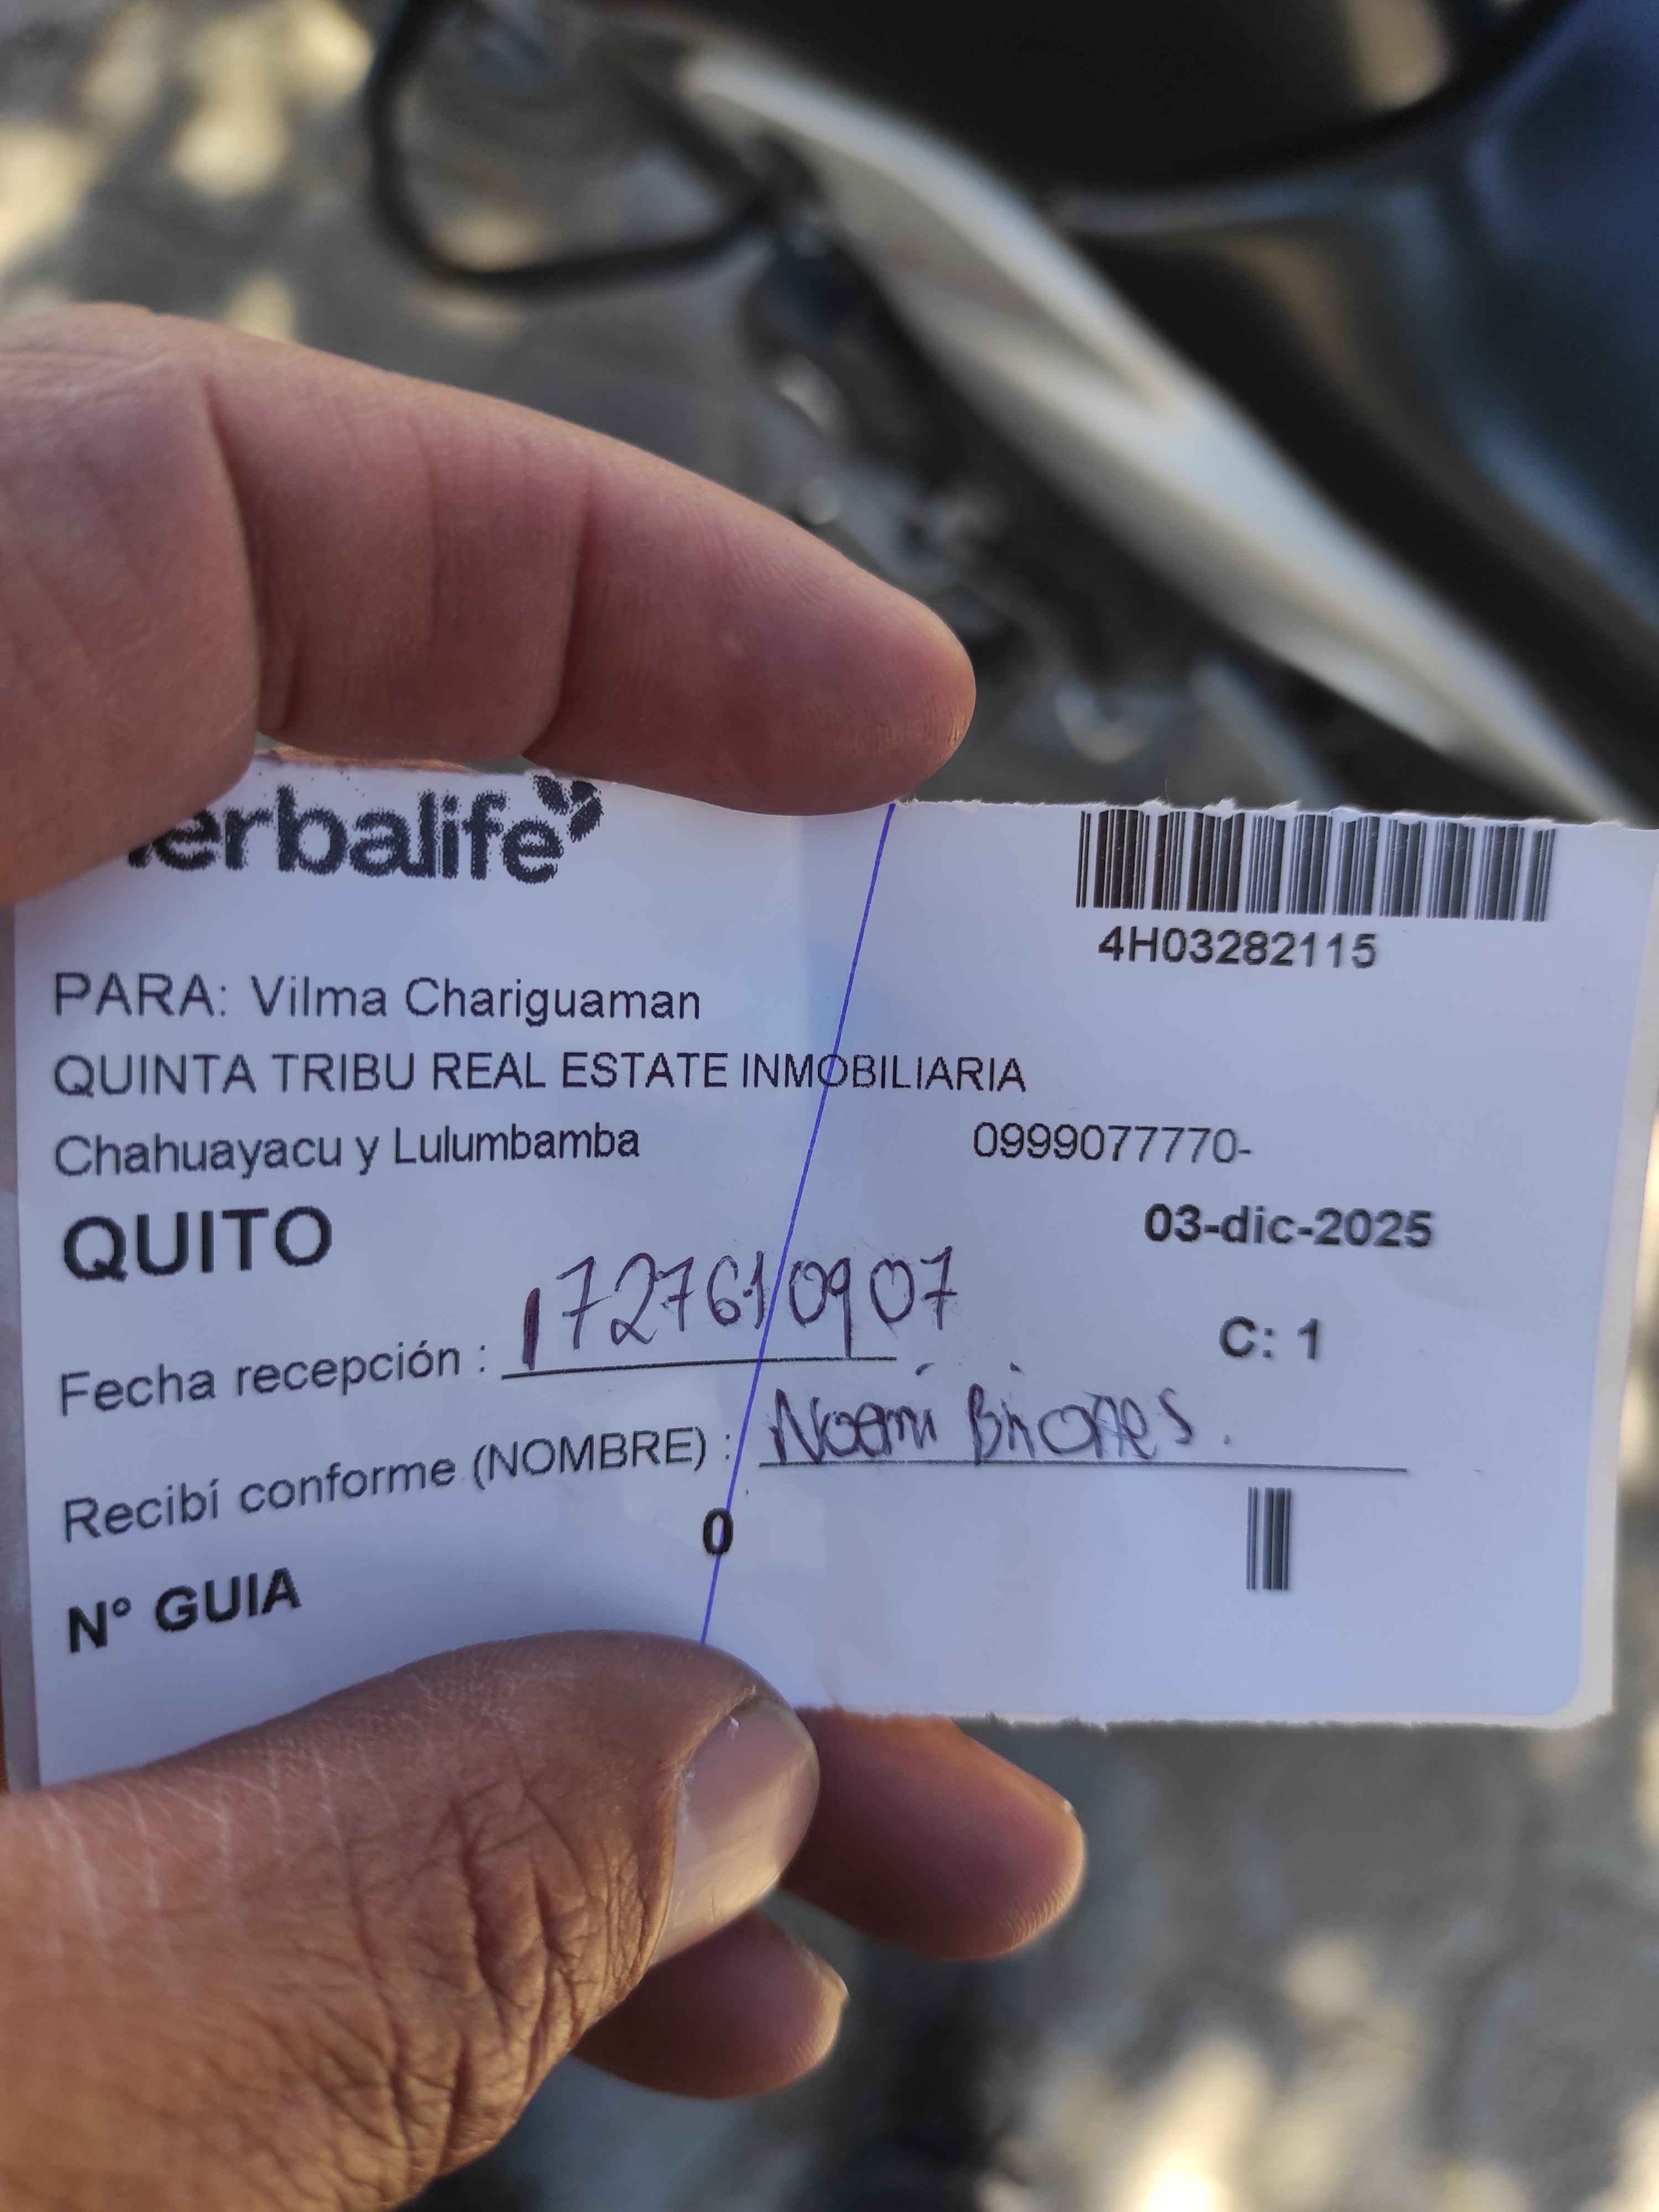 erbalife
4H03282115
PARA: Vilma Chariguaman
QUINTA TRIBU REAL ESTATE INMOBILIARIA
Chahuayacu y Lulumbamba 0999077770-
QUITO 03-dic-2025
Fecha recepción : 1727610907 C: 1
Recibí conforme (NOMBRE) : Noemí Briones.
0
N° GUIA